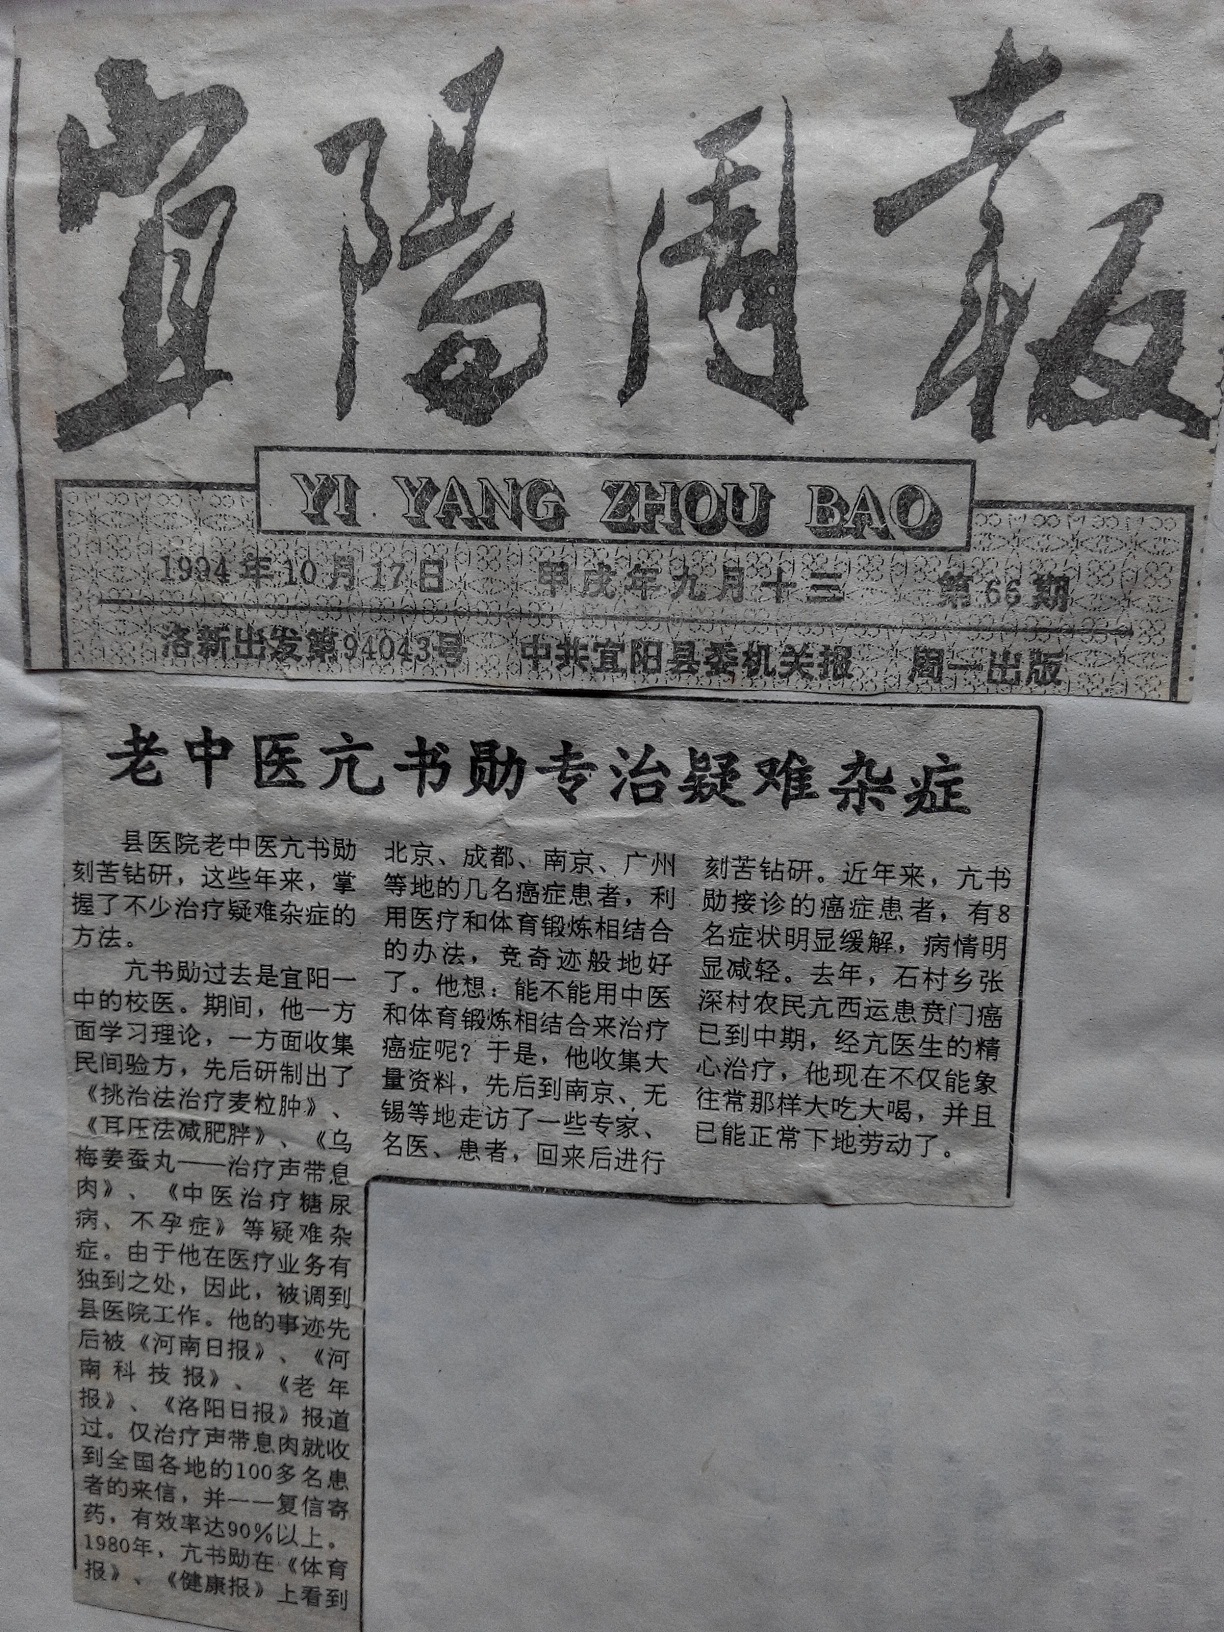 宜陽周報
YI YANG ZHOU BAO
1994年10月17日 甲戌年九月十三 第66期
洛新出发第94043号 中共宜阳县委机关报 周一出版
老中医亢书勋专治疑难杂症
县医院老中医亢书勋
刻苦钻研，这些年来，掌
握了不少治疗疑难杂症的
方法。
亢书勋过去是宜阳一
中的校医。期间，他一方
面学习理论，一方面收集
民间验方，先后研制出了
《挑治法治疗麦粒肿》、
《耳压法减肥胖》、《乌
梅姜蚕丸——治疗声带息
肉》、《中医治疗糖尿
病、不孕症》等疑难杂
症。由于他在医疗业务有
独到之处，因此，被调到
县医院工作。他的事迹先
后被《河南日报》、《河
南科技报》、《老年
报》、《洛阳日报》报道
过。仅治疗声带息肉就收
到全国各地的100多名患
者的来信，并一一复信寄
药，有效率达90%以上。
1980年，亢书勋在《体育
报》、《健康报》上看到
北京、成都、南京、广州
等地的几名癌症患者，利
用医疗和体育锻炼相结合
的办法，竞奇迹般地好
了。他想：能不能用中医
和体育锻炼相结合来治疗
癌症呢？于是，他收集大
量资料，先后到南京、无
锡等地走访了一些专家、
名医、患者，回来后进行
刻苦钻研。近年来，亢书
勋接诊的癌症患者，有8
名症状明显缓解，病情明
显减轻。去年，石村乡张
深村农民亢西运患贲门癌
已到中期，经亢医生的精
心治疗，他现在不仅能象
往常那样大吃大喝，并且
已能正常下地劳动了。